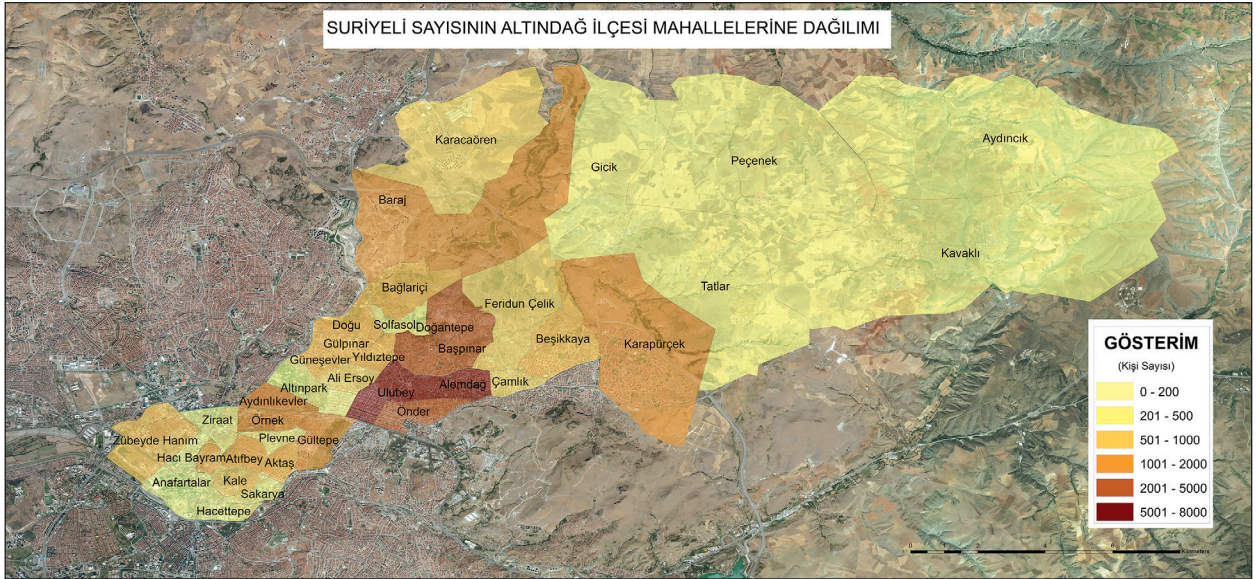 SURİYELİ SAYISININ ALTINDAĞ İLÇESİ MAHALLELERİNE DAĞILIMI
Karacaören
Aydıncık
Peçenek
Gicik
Baraj
Kavaklı
Bağlariçi
Tatlar
Feridun Çelik
Doğu
Solfasol
Doğantepe
Gülpınar
Beşikkaya
Karapürçek
Başpınar
Güneşevler
Yıldıztepe
Ali Ersoy
Altınpark
Ulubey
Alemdağ
Çamlık
Aydınlıkevler
Önder
Ziraat
Örnek
Zübeyde Hanım
Plevne
Gültepe
Hacı Bayram
Atıfbey
Aktaş
Anafartalar
Kale
Sakarya
Hacettepe
GÖSTERİM
(Kişi Sayısı)
0 - 200
201 - 500
501 - 1000
1001 - 2000
2001 - 5000
5001 - 8000
Kilometers